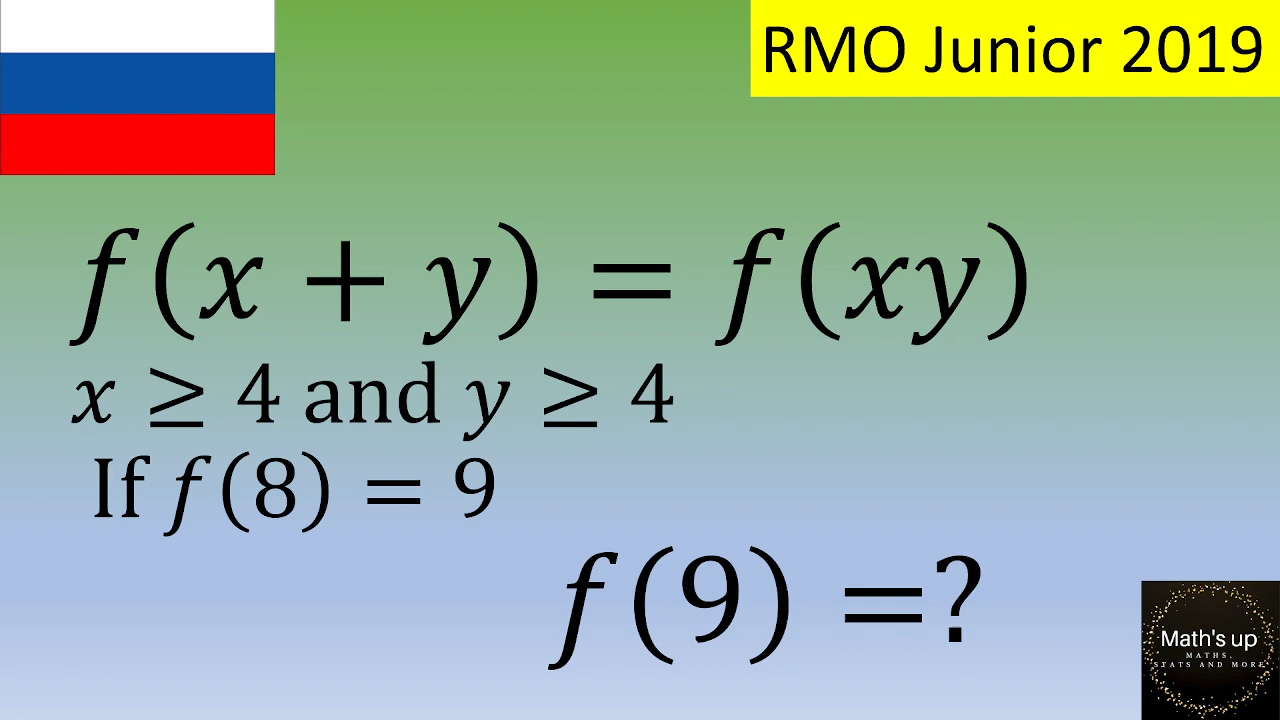 RMO Junior 2019
f(x + y) = f(xy)
x ≥ 4 and y ≥ 4
If f(8) = 9
f(9) =?
Math's up
MATHS,
STATS AND MORE